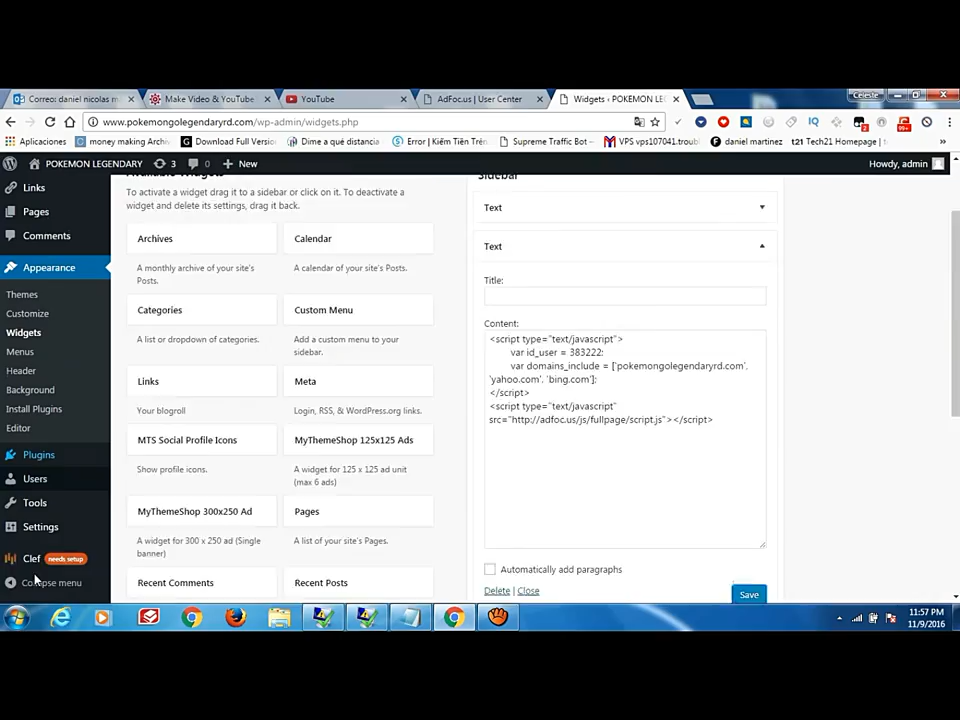 Correo: daniel nicolas m
Make Video & YouTube
YouTube
AdFoc.us | User Center
Widgets ‹ POKEMON LE
Celeste
www.pokemongolegendaryrd.com/wp-admin/widgets.php
Aplicaciones
money making Archiv
Download Full Version
Dime a qué distancia
Error | Kiếm Tiền Trên
Supreme Traffic Bot –
VPS vps107041.troubl
daniel martinez
t21 Tech21 Homepage |
POKEMON LEGENDARY
3
0
New
Howdy, admin
Links
Pages
Comments
Appearance
Themes
Customize
Widgets
Menus
Header
Background
Install Plugins
Editor
Plugins
Users
Tools
Settings
Clef needs setup
Collapse menu
Available Widgets
To activate a widget drag it to a sidebar or click on it. To deactivate a
widget and delete its settings, drag it back.
Archives
A monthly archive of your site's
Posts.
Calendar
A calendar of your site's Posts.
Categories
A list or dropdown of categories.
Custom Menu
Add a custom menu to your
sidebar.
Links
Your blogroll
Meta
Login, RSS, & WordPress.org links.
MTS Social Profile Icons
Show profile icons.
MyThemeShop 125x125 Ads
A widget for 125 x 125 ad unit
(max 6 ads)
MyThemeShop 300x250 Ad
A widget for 300 x 250 ad (Single
banner)
Pages
A list of your site's Pages.
Recent Comments
Recent Posts
Sidebar
Text
Text
Title:
Content:
<script type="text/javascript">
var id_user = 383222;
var domains_include = ['pokemongolegendaryrd.com',
'yahoo.com', 'bing.com'];
</script>
<script type="text/javascript"
src="http://adfoc.us/js/fullpage/script.js"></script>
Automatically add paragraphs
Delete | Close
Save
11:57 PM
11/9/2016